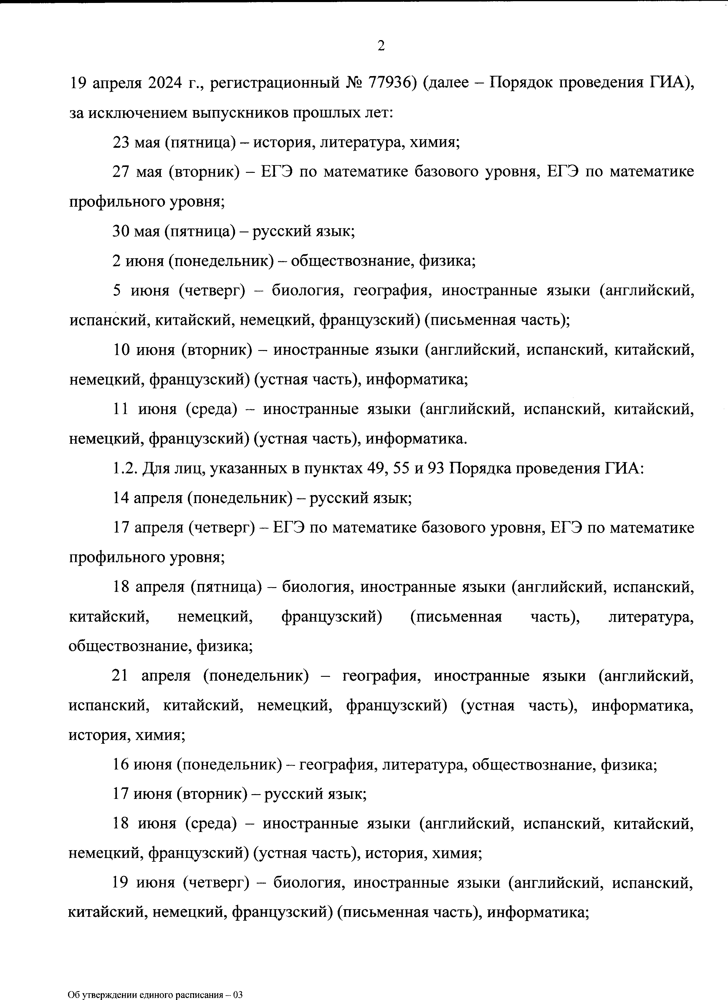 2
19 апреля 2024 г., регистрационный № 77936) (далее – Порядок проведения ГИА),
за исключением выпускников прошлых лет:
23 мая (пятница) – история, литература, химия;
27 мая (вторник) – ЕГЭ по математике базового уровня, ЕГЭ по математике
профильного уровня;
30 мая (пятница) – русский язык;
2 июня (понедельник) – обществознание, физика;
5 июня (четверг) – биология, география, иностранные языки (английский,
испанский, китайский, немецкий, французский) (письменная часть);
10 июня (вторник) – иностранные языки (английский, испанский, китайский,
немецкий, французский) (устная часть), информатика;
11 июня (среда) – иностранные языки (английский, испанский, китайский,
немецкий, французский) (устная часть), информатика.
1.2. Для лиц, указанных в пунктах 49, 55 и 93 Порядка проведения ГИА:
14 апреля (понедельник) – русский язык;
17 апреля (четверг) – ЕГЭ по математике базового уровня, ЕГЭ по математике
профильного уровня;
18 апреля (пятница) – биология, иностранные языки (английский, испанский,
китайский, немецкий, французский) (письменная часть), литература,
обществознание, физика;
21 апреля (понедельник) – география, иностранные языки (английский,
испанский, китайский, немецкий, французский) (устная часть), информатика,
история, химия;
16 июня (понедельник) – география, литература, обществознание, физика;
17 июня (вторник) – русский язык;
18 июня (среда) – иностранные языки (английский, испанский, китайский,
немецкий, французский) (устная часть), история, химия;
19 июня (четверг) – биология, иностранные языки (английский, испанский,
китайский, немецкий, французский) (письменная часть), информатика;
Об утверждении единого расписания – 03